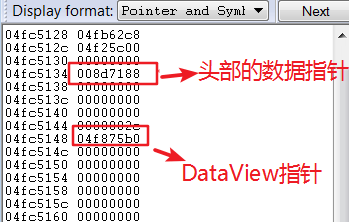 Display format: Pointer and Symb Next
04fc5128 04fb62c8
04fc512c 04f25c00
04fc5130 00000000
04fc5134 008d7188
04fc5138 00000000
04fc513c 00000000
04fc5140 00000000
04fc5144 0000002c
04fc5148 04f875b0
04fc514c 00000000
04fc5150 00000000
04fc5154 00000000
04fc5158 00000000
04fc515c 00000000
04fc5160 00000000
头部的数据指针
DataView指针